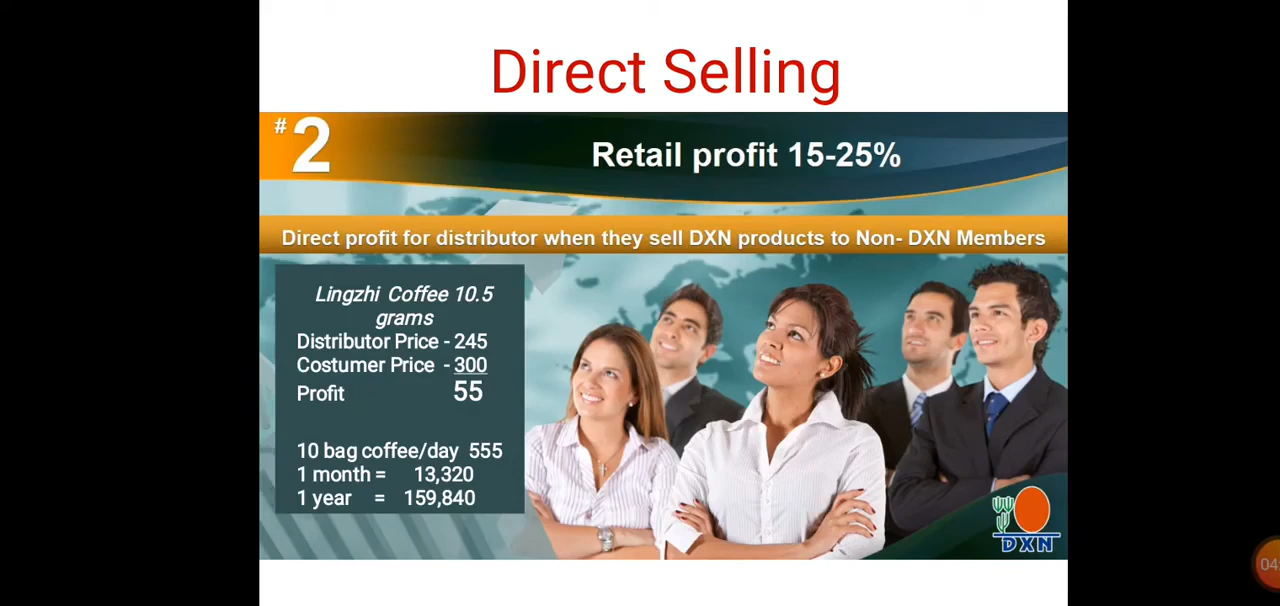 Direct Selling
#2
Retail profit 15-25%
Direct profit for distributor when they sell DXN products to Non- DXN Members
Lingzhi Coffee 10.5
grams
Distributor Price - 245
Costumer Price - 300
Profit 55
10 bag coffee/day 555
1 month = 13,320
1 year = 159,840
DXN
04